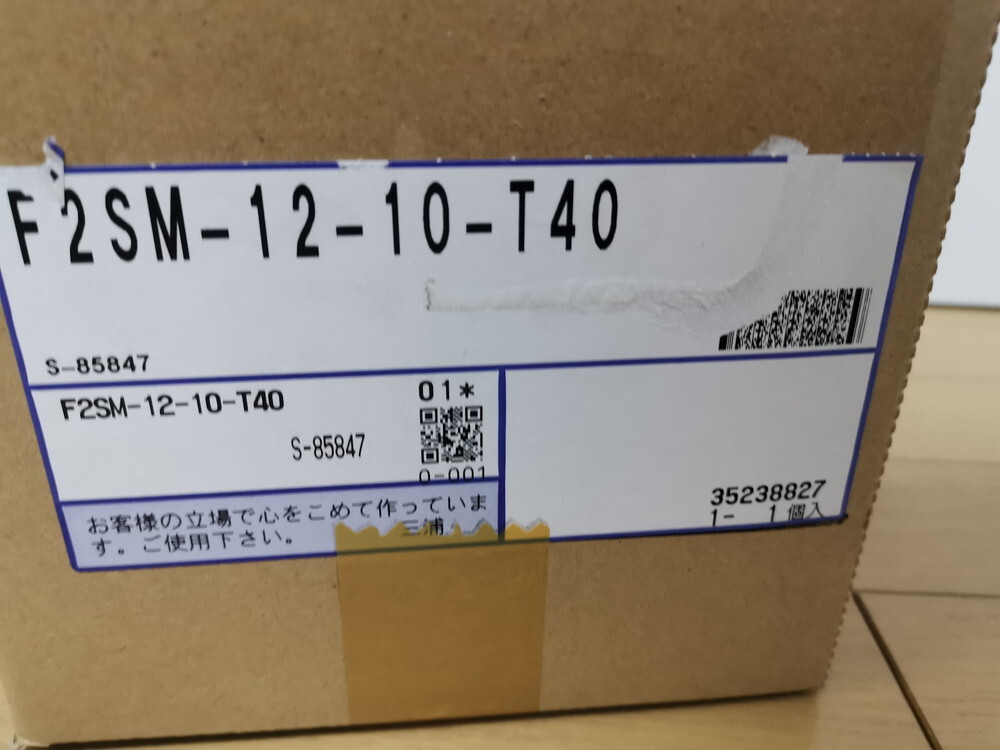 F2SM-12-10-T40
S-85847
F2SM-12-10-T40
01*
S-85847
0-001
お客様の立場で心をこめて作っていま
す。ご使用下さい。
三浦
35238827
1- 1個入